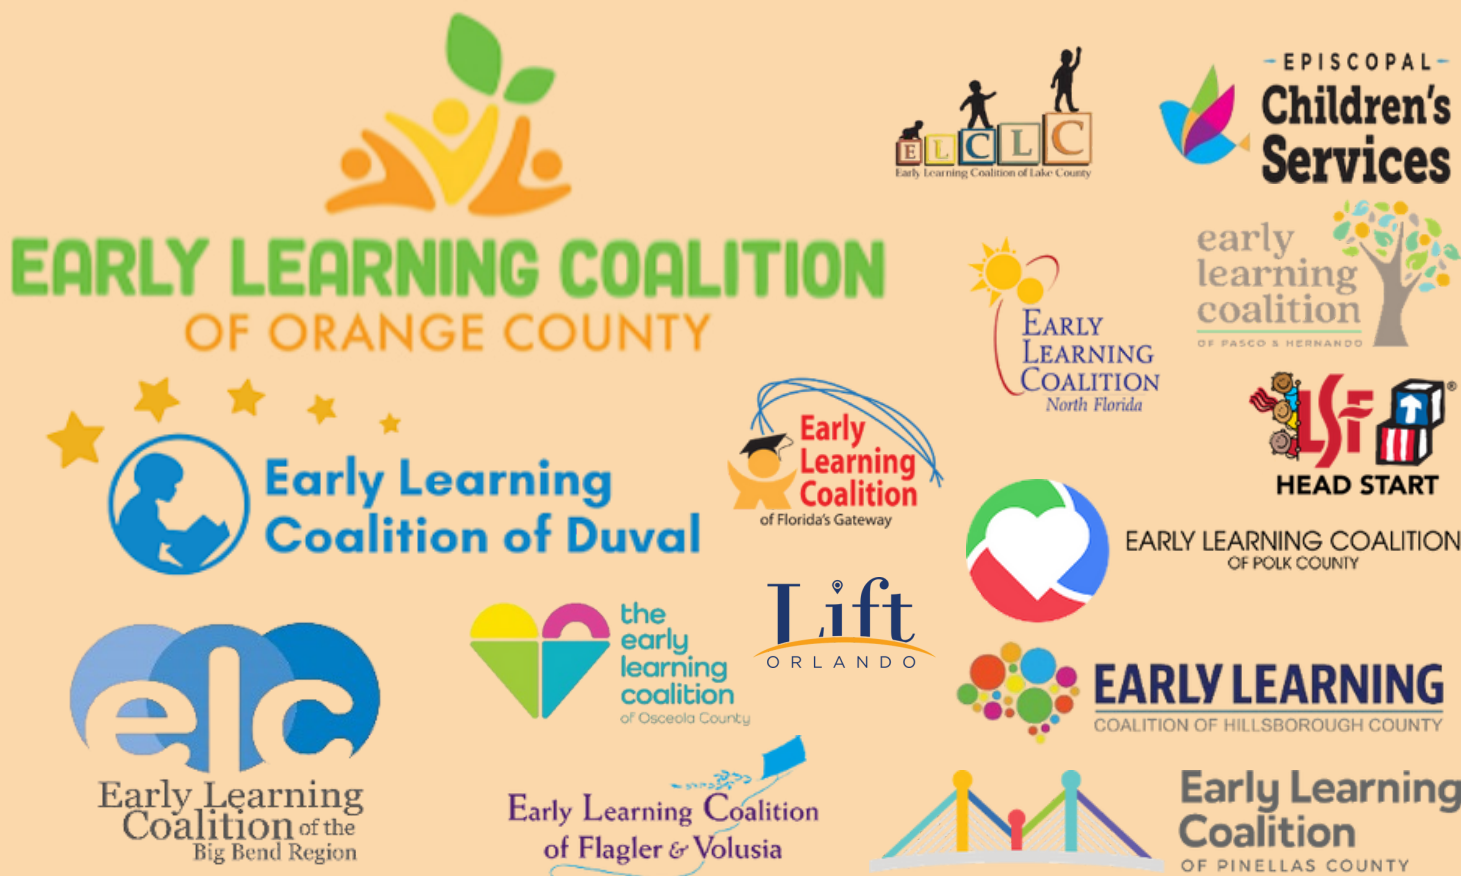 EARLY LEARNING COALITION
OF ORANGE COUNTY
E L C L C
Early Learning Coalition of Lake County
EPISCOPAL
Children's
Services
early
learning
coalition
OF PASCO & HERNANDO
EARLY
LEARNING
COALITION
North Florida
LSF
®
HEAD START
Early Learning
Coalition of Duval
Early
Learning
Coalition
of Florida's Gateway
EARLY LEARNING COALITION
OF POLK COUNTY
Lift
ORLANDO
the
early
learning
coalition
of Osceola County
elc
Early Learning
Coalition of the
Big Bend Region
EARLY LEARNING
COALITION OF HILLSBOROUGH COUNTY
Early Learning Coalition
of Flagler & Volusia
Early Learning
Coalition
OF PINELLAS COUNTY